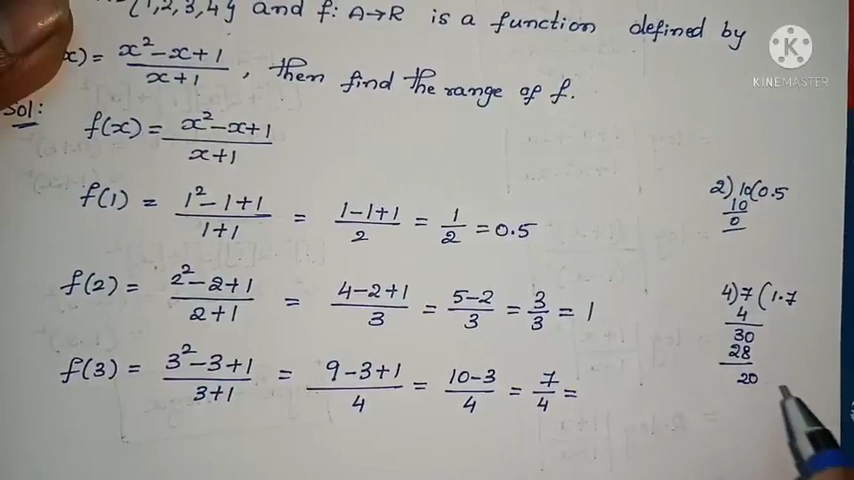 {1,2,3,4} and f: A→R is a function defined by
x) = x²-x+1 / x+1 , then find the range of f.
Sol:
f(x) = x²-x+1 / x+1
f(1) = 1²-1+1 / 1+1 = 1-1+1 / 2 = 1/2 = 0.5
f(2) = 2²-2+1 / 2+1 = 4-2+1 / 3 = 5-2 / 3 = 3/3 = 1
f(3) = 3²-3+1 / 3+1 = 9-3+1 / 4 = 10-3 / 4 = 7/4 =
2) 10 (0.5
10
0
4) 7 (1.7
4
30
28
20
KINEMASTER